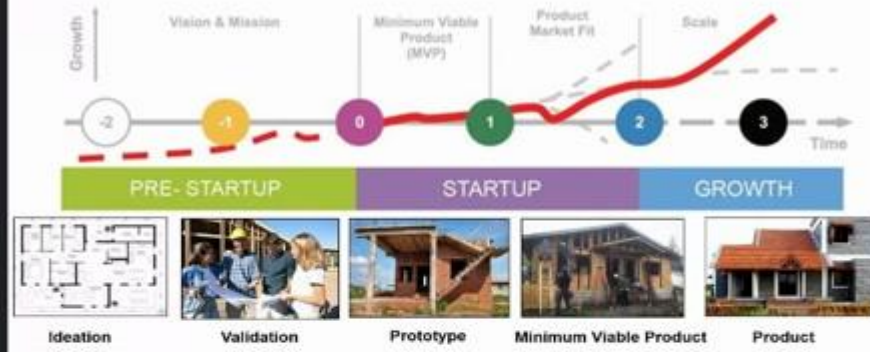 Growth
Vision & Mission
Minimum Viable
Product
(MVP)
Product
Market Fit
Scale
-2
-1
0
1
2
3
Time
PRE- STARTUP
STARTUP
GROWTH
Ideation
Validation
Prototype
Minimum Viable Product
Product